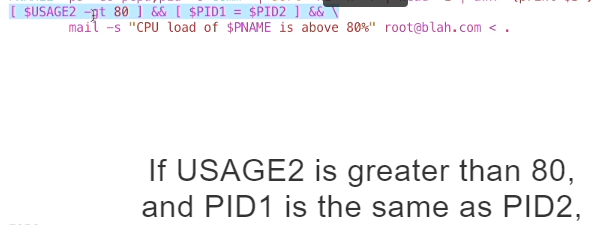 [ $USAGE2 -gt 80 ] && [ $PID1 = $PID2 ] && \
mail -s "CPU load of $PNAME is above 80%" root@blah.com < .
If USAGE2 is greater than 80,
and PID1 is the same as PID2,